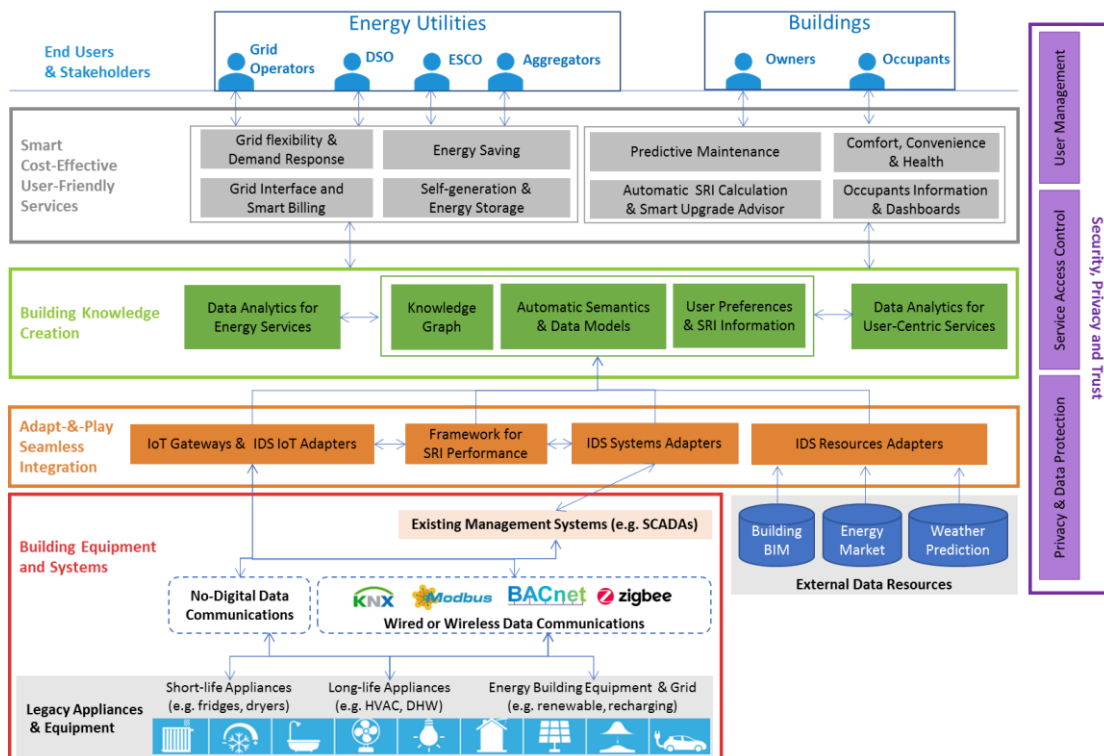 Energy Utilities
Buildings
End Users
& Stakeholders
Grid
Operators
DSO
ESCO
Aggregators
Owners
Occupants
Smart
Cost-Effective
User-Friendly
Services
Grid flexibility &
Demand Response
Energy Saving
Grid Interface and
Smart Billing
Self-generation &
Energy Storage
Predictive Maintenance
Comfort, Convenience
& Health
Automatic SRI Calculation
& Smart Upgrade Advisor
Occupants Information
& Dashboards
Building Knowledge
Creation
Data Analytics for
Energy Services
Knowledge
Graph
Automatic Semantics
& Data Models
User Preferences
& SRI Information
Data Analytics for
User-Centric Services
Adapt-&-Play
Seamless
Integration
IoT Gateways & IDS IoT Adapters
Framework for
SRI Performance
IDS Systems Adapters
IDS Resources Adapters
Building Equipment
and Systems
Existing Management Systems (e.g. SCADAs)
Building
BIM
Energy
Market
Weather
Prediction
External Data Resources
No-Digital Data
Communications
KNX
Modbus
BACnet
zigbee
Wired or Wireless Data Communications
Legacy Appliances
& Equipment
Short-life Appliances
(e.g. fridges, dryers)
Long-life Appliances
(e.g. HVAC, DHW)
Energy Building Equipment & Grid
(e.g. renewable, recharging)
User Management
Service Access Control
Privacy & Data Protection
Security, Privacy and Trust